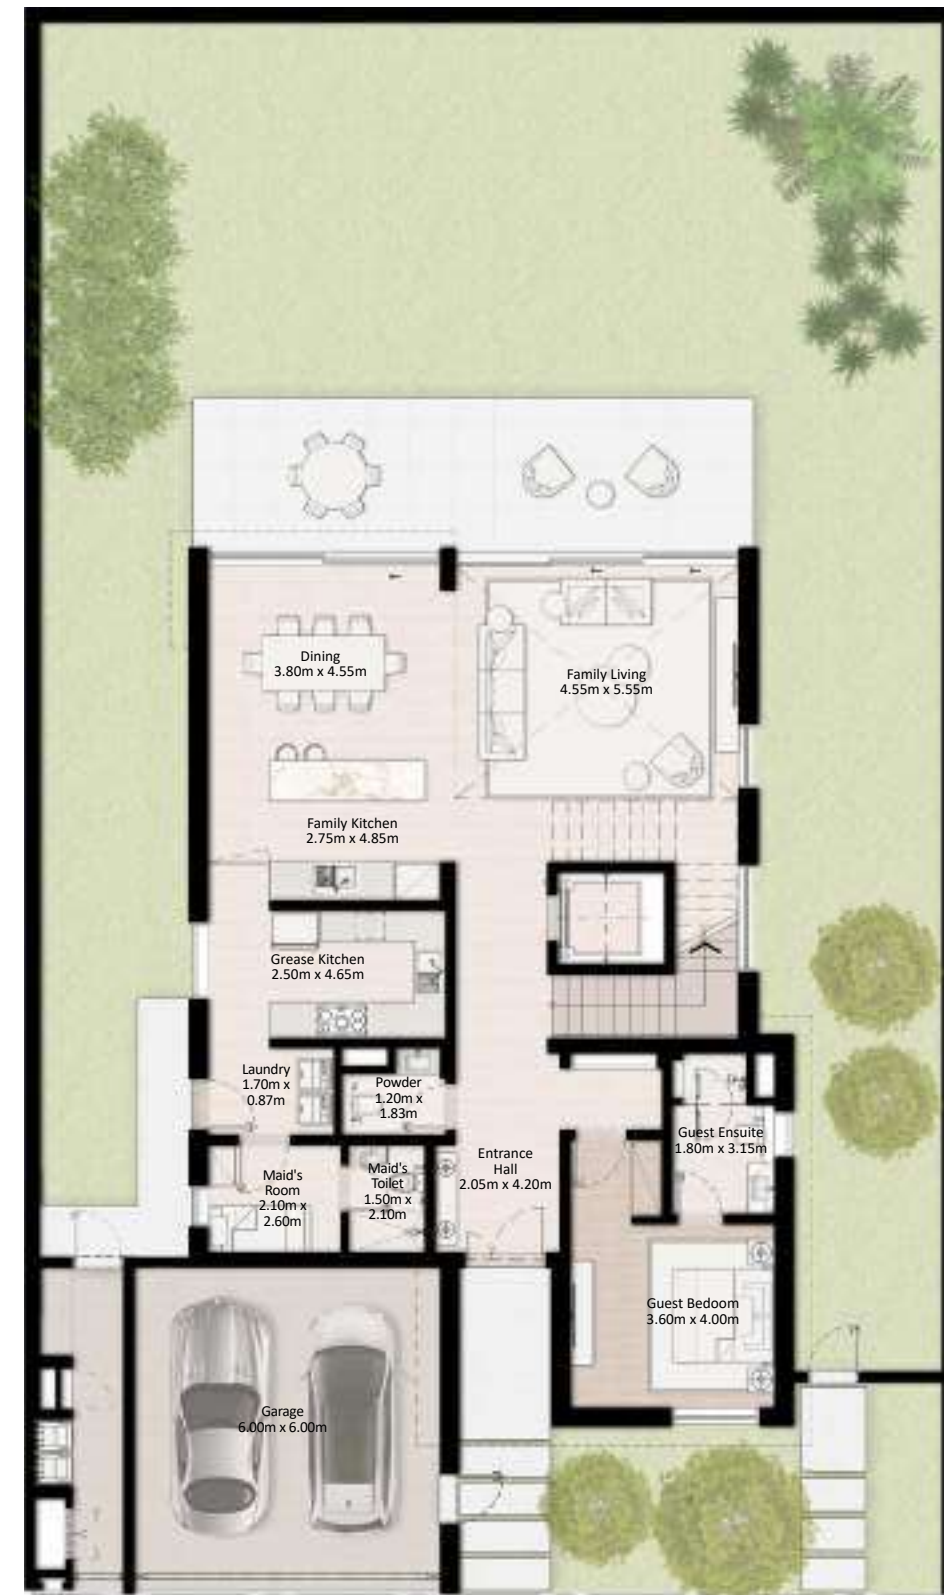 Dining
3.80m x 4.55m
Family Living
4.55m x 5.55m
Family Kitchen
2.75m x 4.85m
Grease Kitchen
2.50m x 4.65m
Laundry
1.70m x
0.87m
Powder
1.20m x
1.83m
Guest Ensuite
1.80m x 3.15m
Entrance
Hall
2.05m x 4.20m
Maid's
Room
2.10m x
2.60m
Maid's
Toilet
1.50m x
2.10m
Guest Bedoom
3.60m x 4.00m
Garage
6.00m x 6.00m